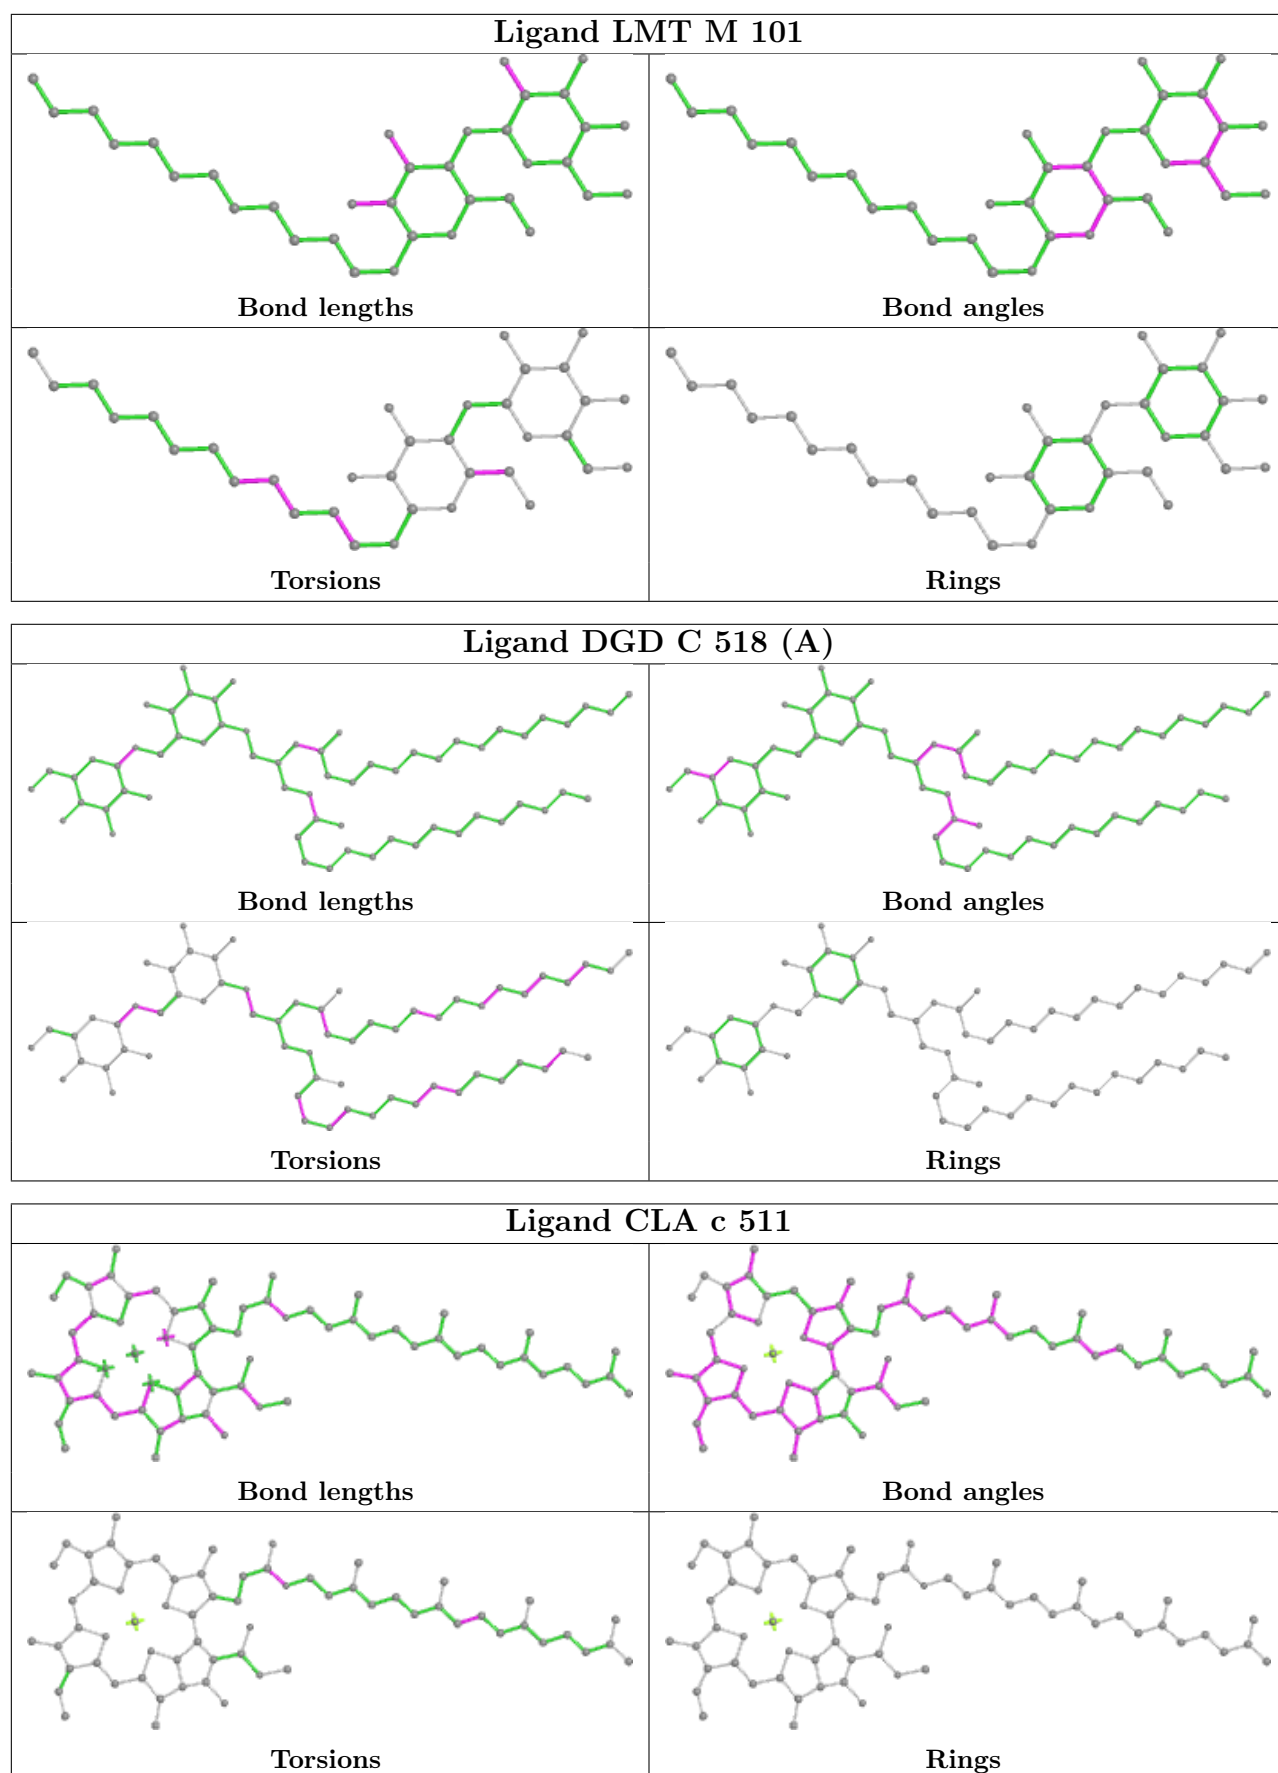 Ligand LMT M 101
Bond lengths
Bond angles
Torsions
Rings
Ligand DGD C 518 (A)
Bond lengths
Bond angles
Torsions
Rings
Ligand CLA c 511
Bond lengths
Bond angles
Torsions
Rings